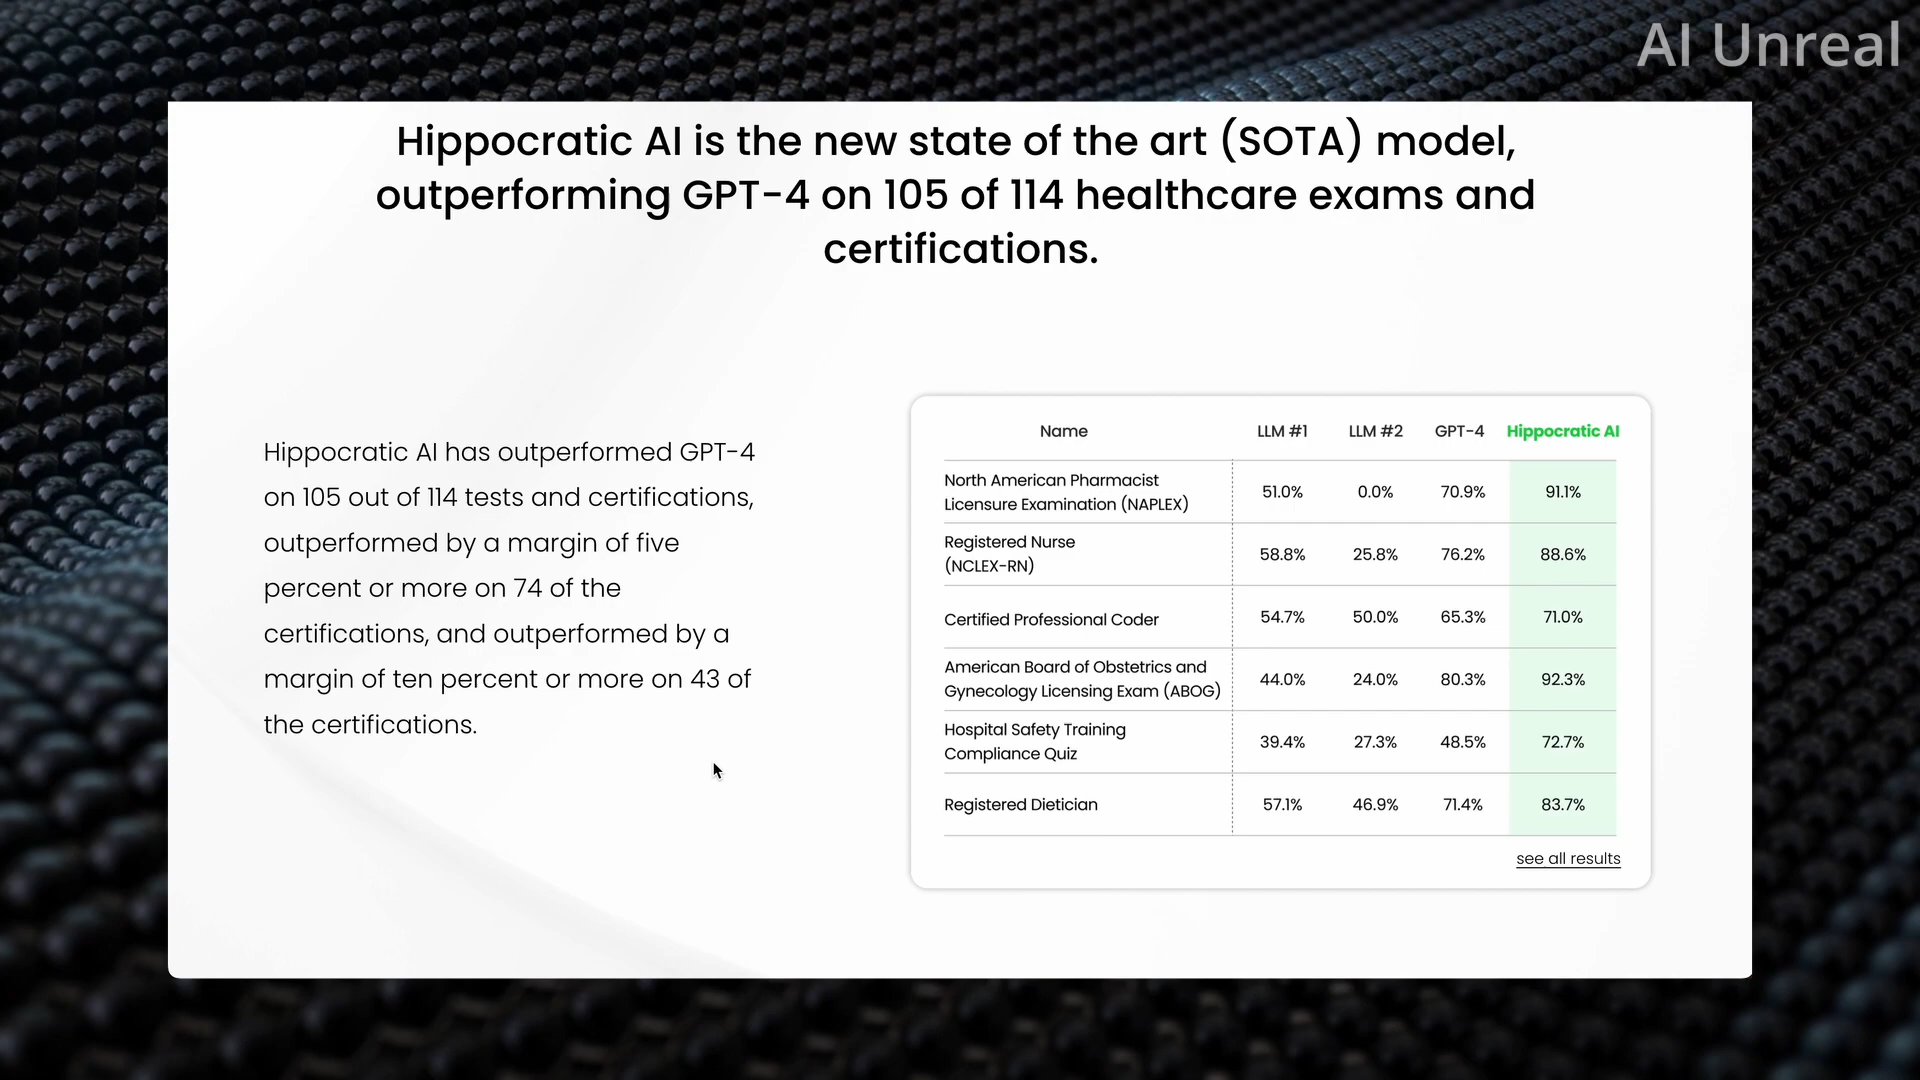 AI Unreal
Hippocratic AI is the new state of the art (SOTA) model,
outperforming GPT-4 on 105 of 114 healthcare exams and
certifications.
Hippocratic AI has outperformed GPT-4
on 105 out of 114 tests and certifications,
outperformed by a margin of five
percent or more on 74 of the
certifications, and outperformed by a
margin of ten percent or more on 43 of
the certifications.
Name LLM #1 LLM #2 GPT-4 Hippocratic AI
North American Pharmacist
Licensure Examination (NAPLEX) 51.0% 0.0% 70.9% 91.1%
Registered Nurse
(NCLEX-RN) 58.8% 25.8% 76.2% 88.6%
Certified Professional Coder 54.7% 50.0% 65.3% 71.0%
American Board of Obstetrics and
Gynecology Licensing Exam (ABOG) 44.0% 24.0% 80.3% 92.3%
Hospital Safety Training
Compliance Quiz 39.4% 27.3% 48.5% 72.7%
Registered Dietician 57.1% 46.9% 71.4% 83.7%
see all results